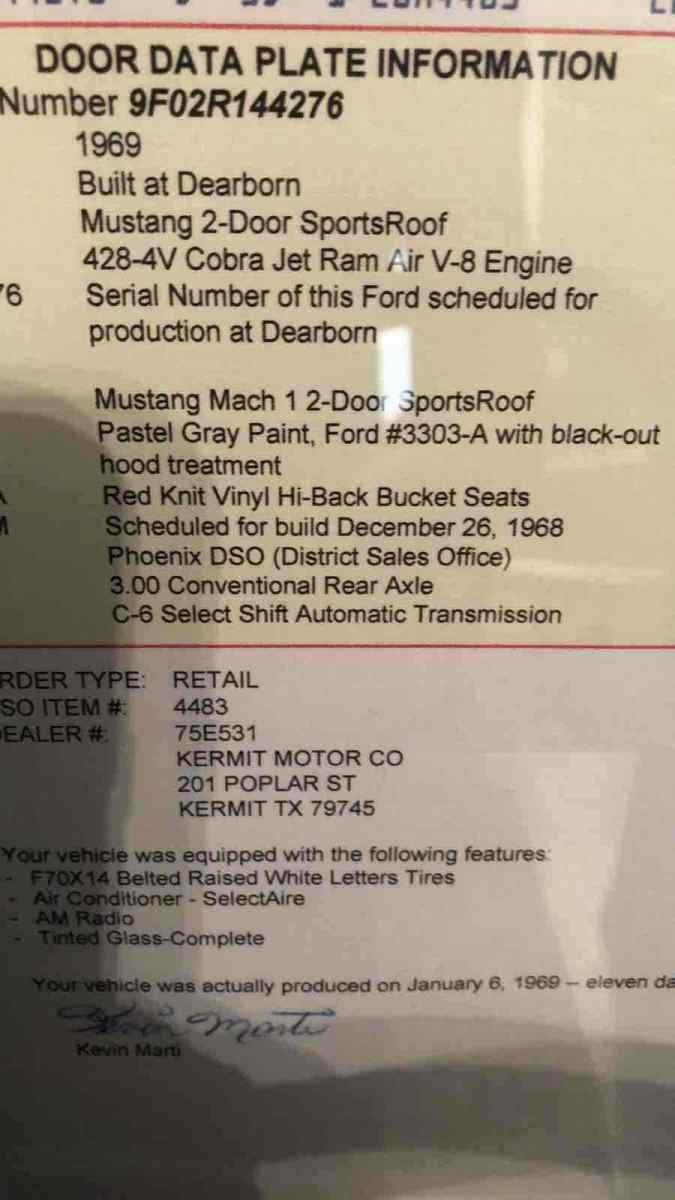 DOOR DATA PLATE INFORMATION
Number 9F02R144276
1969
Built at Dearborn
Mustang 2-Door SportsRoof
428-4V Cobra Jet Ram Air V-8 Engine
76 Serial Number of this Ford scheduled for
production at Dearborn
Mustang Mach 1 2-Door SportsRoof
Pastel Gray Paint, Ford #3303-A with black-out
hood treatment
A Red Knit Vinyl Hi-Back Bucket Seats
M Scheduled for build December 26, 1968
Phoenix DSO (District Sales Office)
3.00 Conventional Rear Axle
C-6 Select Shift Automatic Transmission
RDER TYPE: RETAIL
SO ITEM #: 4483
EALER #: 75E531
KERMIT MOTOR CO
201 POPLAR ST
KERMIT TX 79745
Your vehicle was equipped with the following features:
- F70X14 Belted Raised White Letters Tires
- Air Conditioner - SelectAire
- AM Radio
- Tinted Glass-Complete
Your vehicle was actually produced on January 6, 1969 – eleven da
Kevin Marti
Kevin Marti